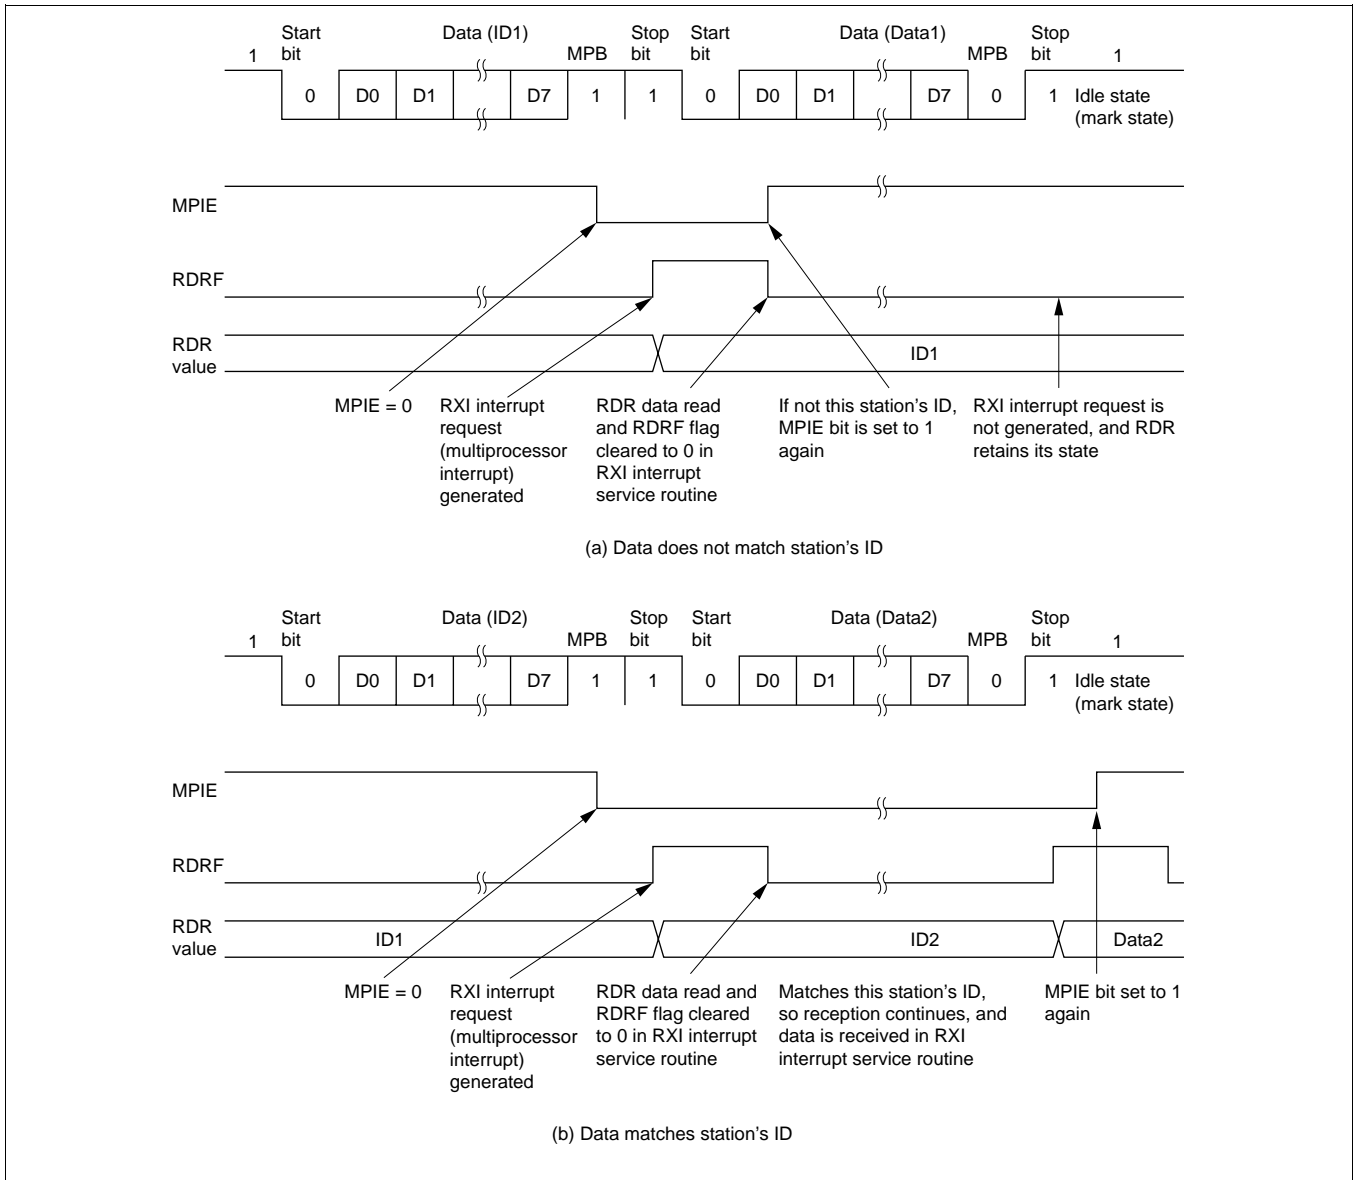 Start Data (ID1) Stop Start Data (Data1) Stop
1 bit MPB bit bit MPB bit 1
0 D0 D1 D7 1 1 0 D0 D1 D7 0 1 Idle state
(mark state)
MPIE
RDRF
RDR
value
ID1
MPIE = 0
RXI interrupt
request
(multiprocessor
interrupt)
generated
RDR data read
and RDRF flag
cleared to 0 in
RXI interrupt
service routine
If not this station's ID,
MPIE bit is set to 1
again
RXI interrupt request is
not generated, and RDR
retains its state
(a) Data does not match station's ID
Start Data (ID2) Stop Start Data (Data2) Stop
1 bit MPB bit bit MPB bit 1
0 D0 D1 D7 1 1 0 D0 D1 D7 0 1 Idle state
(mark state)
MPIE
RDRF
RDR
value
ID1 ID2 Data2
MPIE = 0
RXI interrupt
request
(multiprocessor
interrupt)
generated
RDR data read and
RDRF flag cleared
to 0 in RXI interrupt
service routine
Matches this station's ID,
so reception continues, and
data is received in RXI
interrupt service routine
MPIE bit set to 1
again
(b) Data matches station's ID